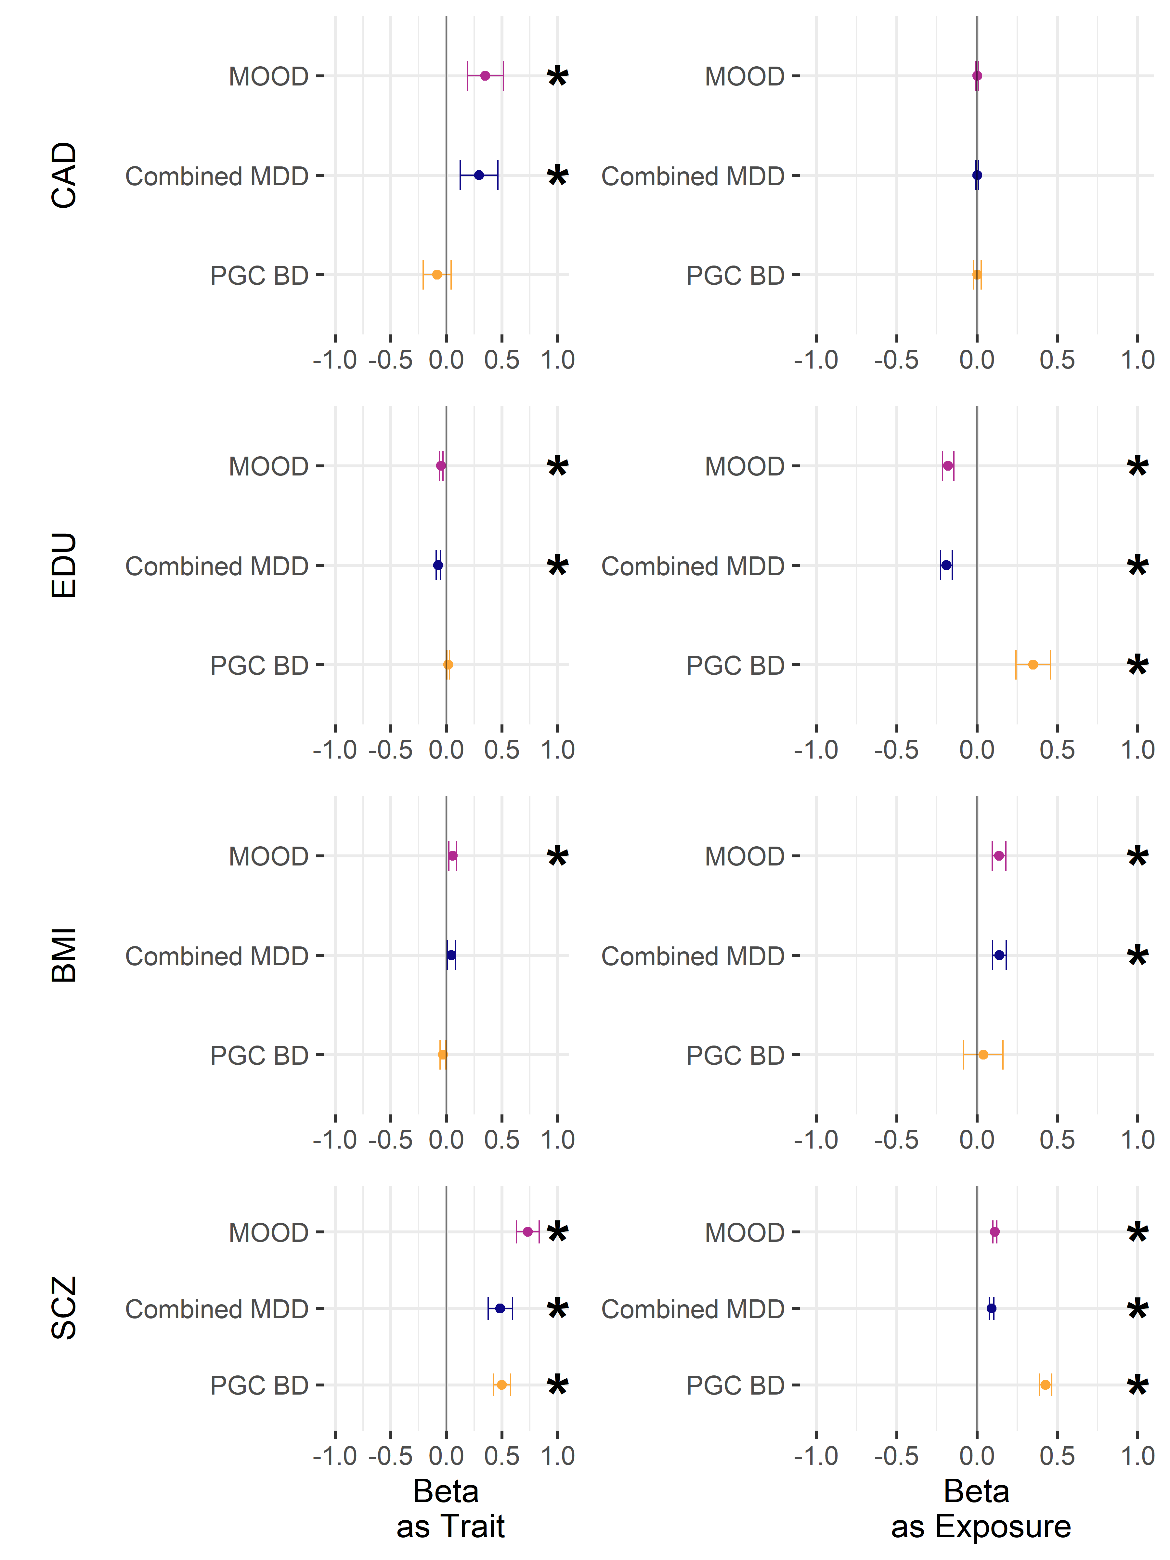 CAD
MOOD
*
Combined MDD
*
PGC BD
-1.0 -0.5 0.0 0.5 1.0
MOOD
Combined MDD
PGC BD
-1.0 -0.5 0.0 0.5 1.0
EDU
MOOD
*
Combined MDD
*
PGC BD
-1.0 -0.5 0.0 0.5 1.0
MOOD
*
Combined MDD
*
PGC BD
*
-1.0 -0.5 0.0 0.5 1.0
BMI
MOOD
*
Combined MDD
PGC BD
-1.0 -0.5 0.0 0.5 1.0
MOOD
*
Combined MDD
*
PGC BD
-1.0 -0.5 0.0 0.5 1.0
SCZ
MOOD
*
Combined MDD
*
PGC BD
*
-1.0 -0.5 0.0 0.5 1.0
Beta
as Trait
MOOD
*
Combined MDD
*
PGC BD
*
-1.0 -0.5 0.0 0.5 1.0
Beta
as Exposure